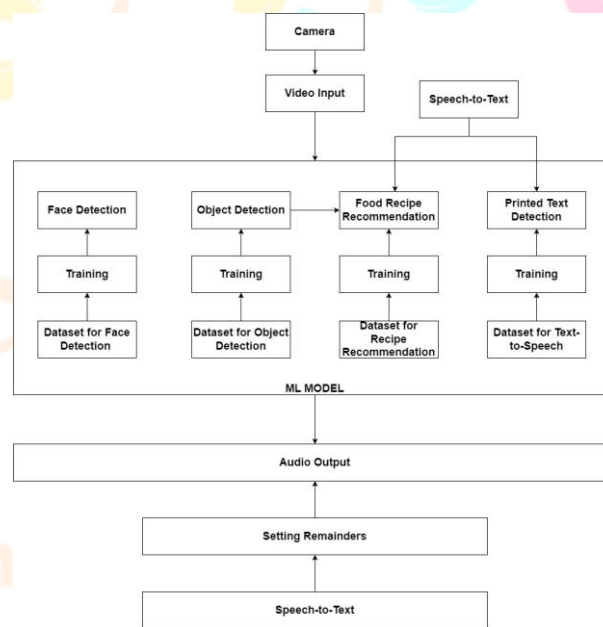 Camera
Video Input
Speech-to-Text
Face Detection
Object Detection
Food Recipe
Recommendation
Printed Text
Detection
Training
Training
Training
Training
Dataset for Face
Detection
Dataset for Object
Detection
Dataset for
Recipe
Recommendation
Dataset for Text-
to-Speech
ML MODEL
Audio Output
Setting Remainders
Speech-to-Text